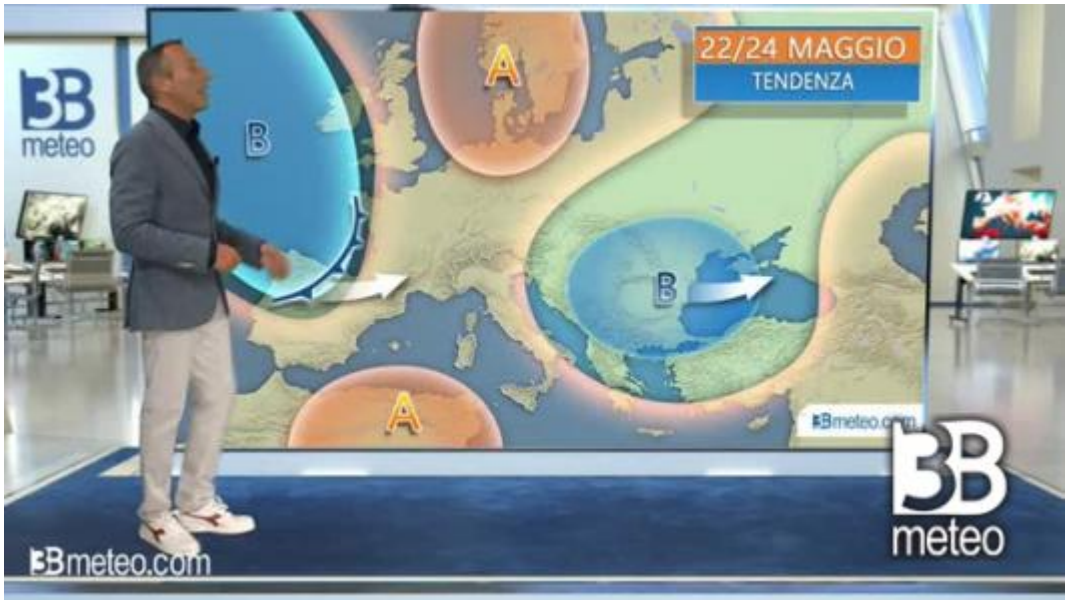 3B
meteo
A
22/24 MAGGIO
TENDENZA
B
B
A
3Bmeteo.com
3B
meteo
3Bmeteo.com